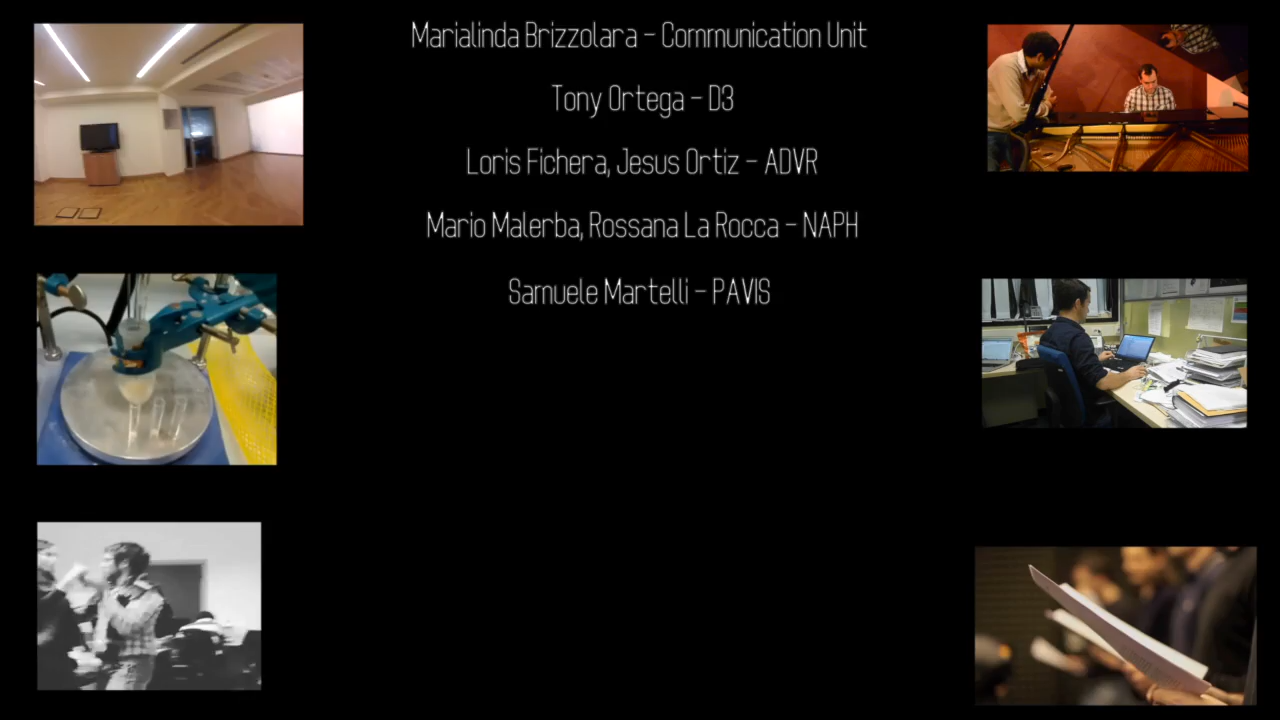 Marialinda Brizzolara - Communication Unit
Tony Ortega - D3
Loris Fichera, Jesus Ortiz - ADVR
Mario Malerba, Rossana La Rocca - NAPH
Samuele Martelli - PAVIS